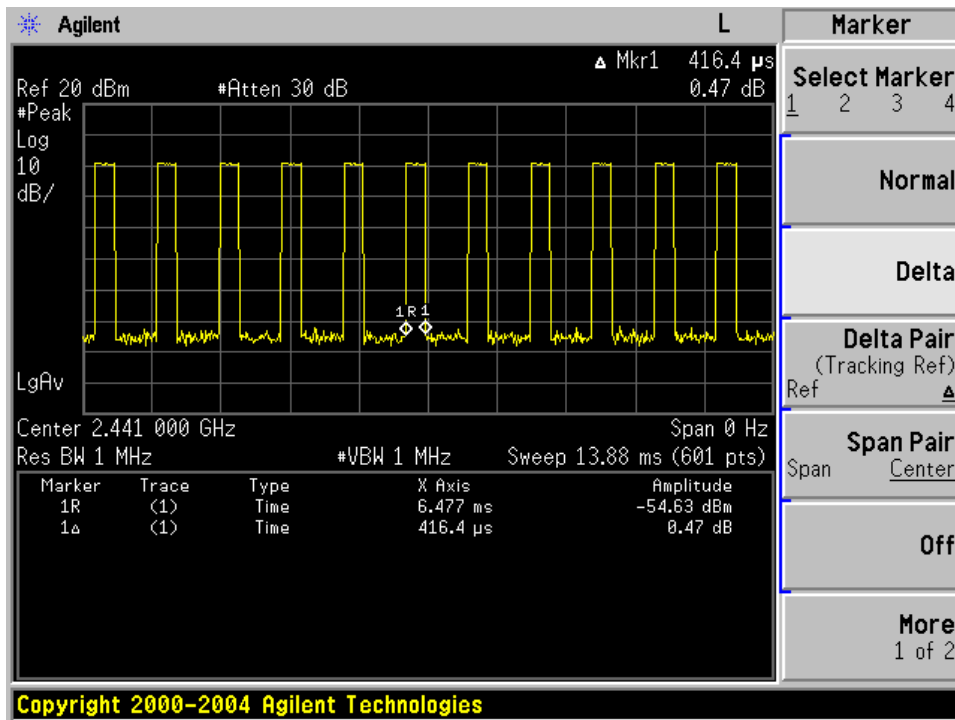 Agilent L
Δ Mkr1 416.4 µs
Ref 20 dBm #Atten 30 dB 0.47 dB
#Peak
Log
10
dB/
1R 1
LgAv
Center 2.441 000 GHz Span 0 Hz
Res BW 1 MHz #VBW 1 MHz Sweep 13.88 ms (601 pts)
Marker Trace Type X Axis Amplitude
1R (1) Time 6.477 ms -54.63 dBm
1Δ (1) Time 416.4 µs 0.47 dB
Marker
Select Marker
1 2 3 4
Normal
Delta
Delta Pair
(Tracking Ref)
Ref Δ
Span Pair
Span Center
Off
More
1 of 2
Copyright 2000-2004 Agilent Technologies